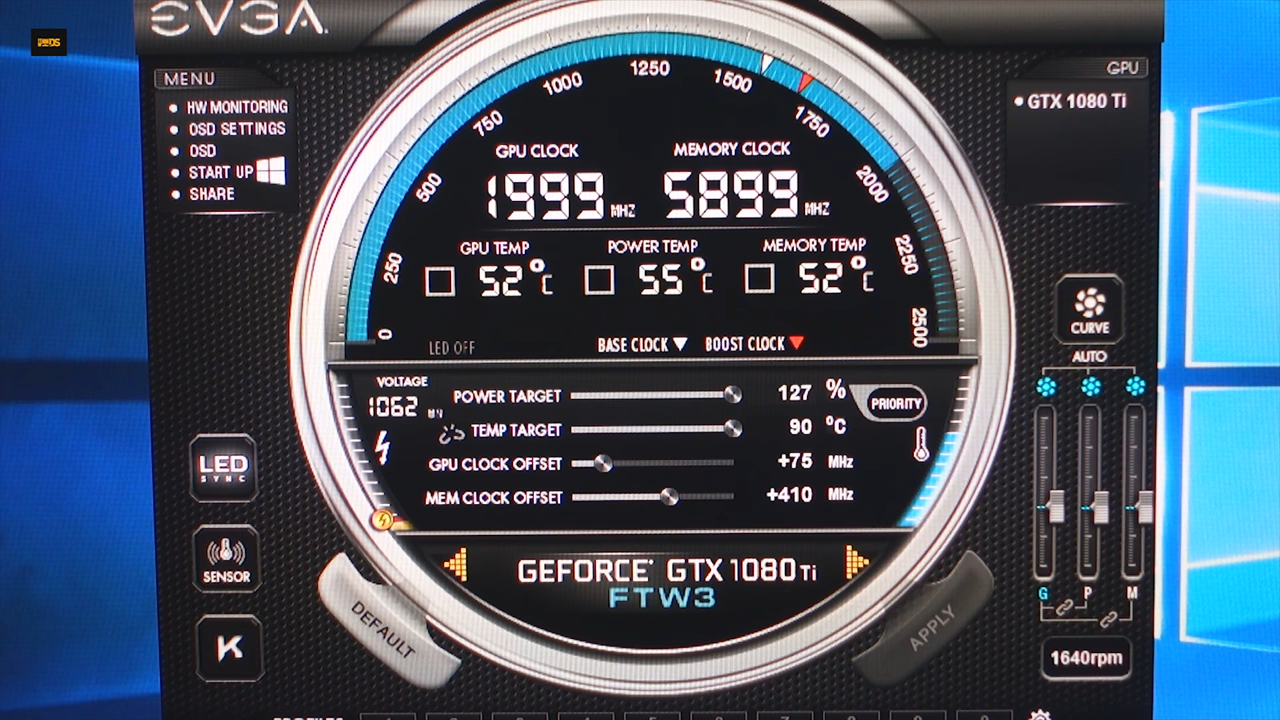 EVGA
MENU
HW MONITORING
OSD SETTINGS
OSD
START UP
SHARE
GPU
GTX 1080 Ti
0
250
500
750
1000
1250
1500
1750
2000
2250
2500
GPU CLOCK
1999 MHZ
MEMORY CLOCK
5899 MHZ
GPU TEMP
52°C
POWER TEMP
55°C
MEMORY TEMP
52°C
LED OFF
BASE CLOCK
BOOST CLOCK
VOLTAGE
1062 mV
POWER TARGET 127 %
PRIORITY
TEMP TARGET 90 °C
GPU CLOCK OFFSET +75 MHz
MEM CLOCK OFFSET +410 MHz
GEFORCE GTX 1080 Ti
FTW3
LED
SYNC
SENSOR
K
DEFAULT
APPLY
CURVE
AUTO
G P M
1640rpm